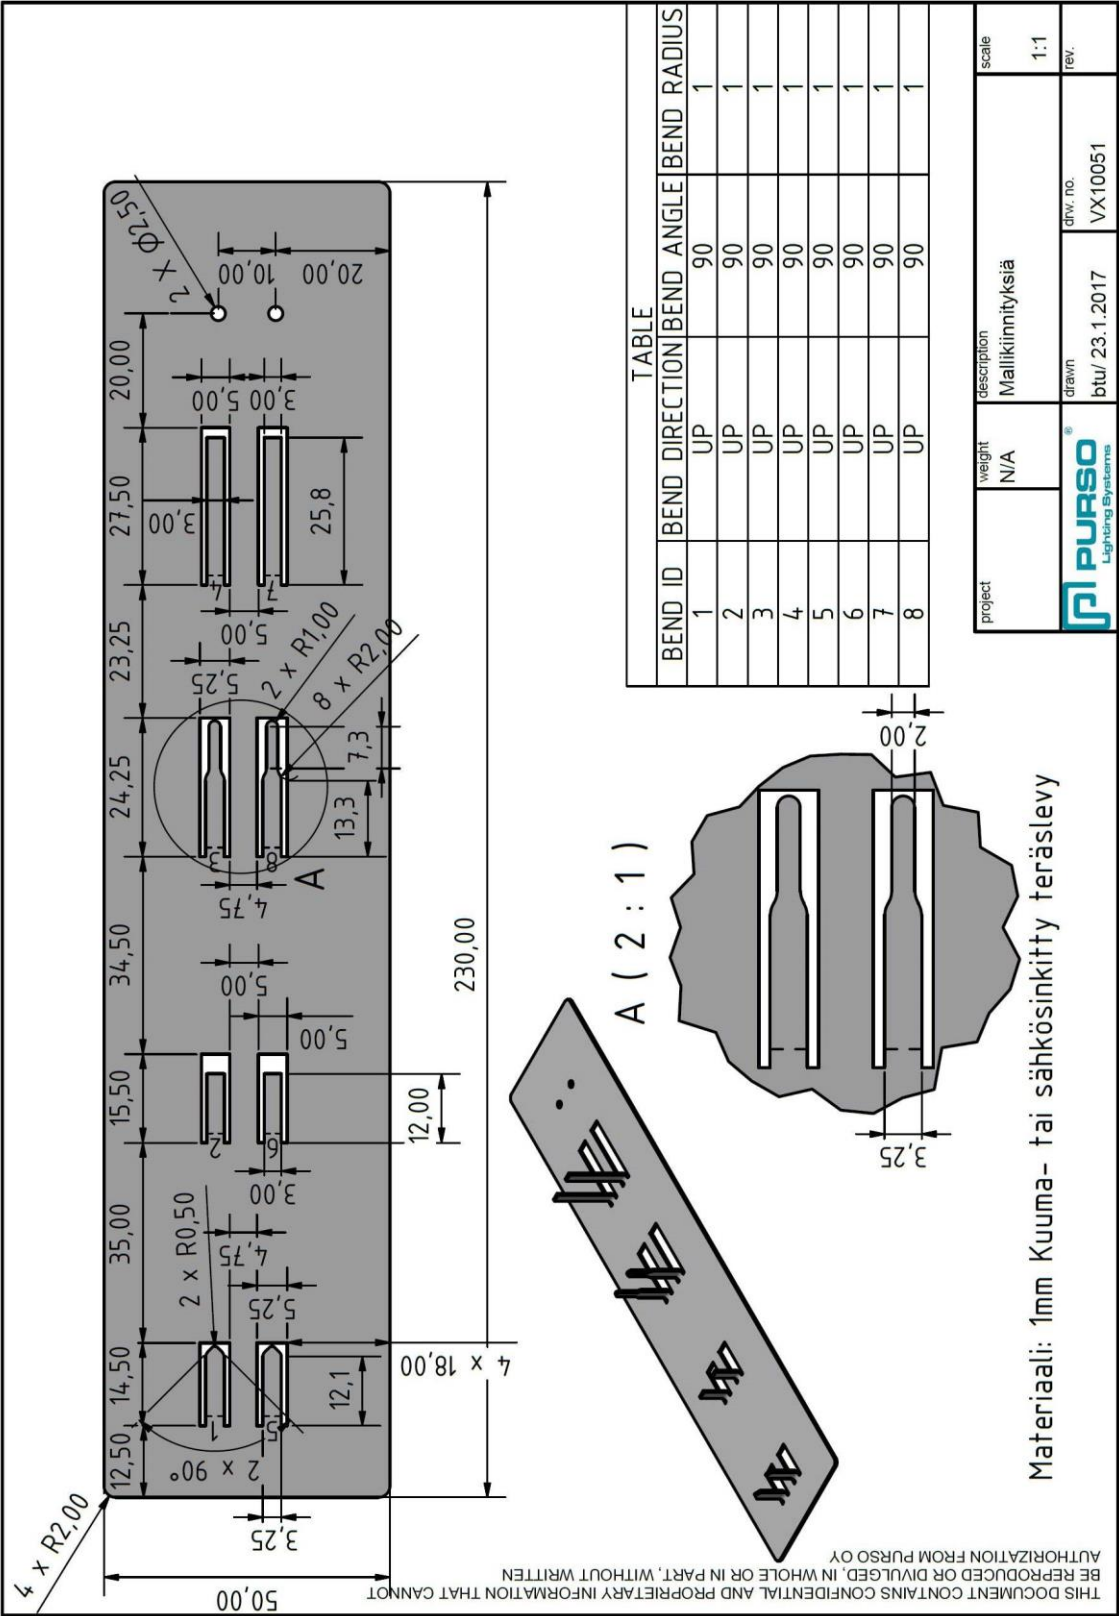 4 x R2,00
12,50
14,50
35,00
15,50
34,50
24,25
23,25
27,50
20,00
2 X Ø2,50
50,00
2 x 90°
2 x R0,50
1
5
2
6
3
8
4
7
3,25
12,1
5,25
4,75
3,00
4 x 18,00
12,00
5,00
5,00
4,75
13,3
7,3
A
5,25
2 x R1,00
8 x R2,00
5,00
3,00
25,8
5,00
3,00
10,00
20,00
230,00
A ( 2 : 1 )
3,25
2,00
TABLE
BEND ID BEND DIRECTION BEND ANGLE BEND RADIUS
1 UP 90 1
2 UP 90 1
3 UP 90 1
4 UP 90 1
5 UP 90 1
6 UP 90 1
7 UP 90 1
8 UP 90 1
Materiaali: 1mm Kuuma- tai sähkösinkitty teräslevy
project
weight
N/A
description
Mallikiinnityksiä
scale
1:1
PURSO ®
Lighting Systems
drawn
btu/ 23.1.2017
drw. no.
VX10051
rev.
THIS DOCUMENT CONTAINS CONFIDENTIAL AND PROPRIETARY INFORMATION THAT CANNOT
BE REPRODUCED OR DIVULGED, IN WHOLE OR IN PART, WITHOUT WRITTEN
AUTHORIZATION FROM PURSO OY